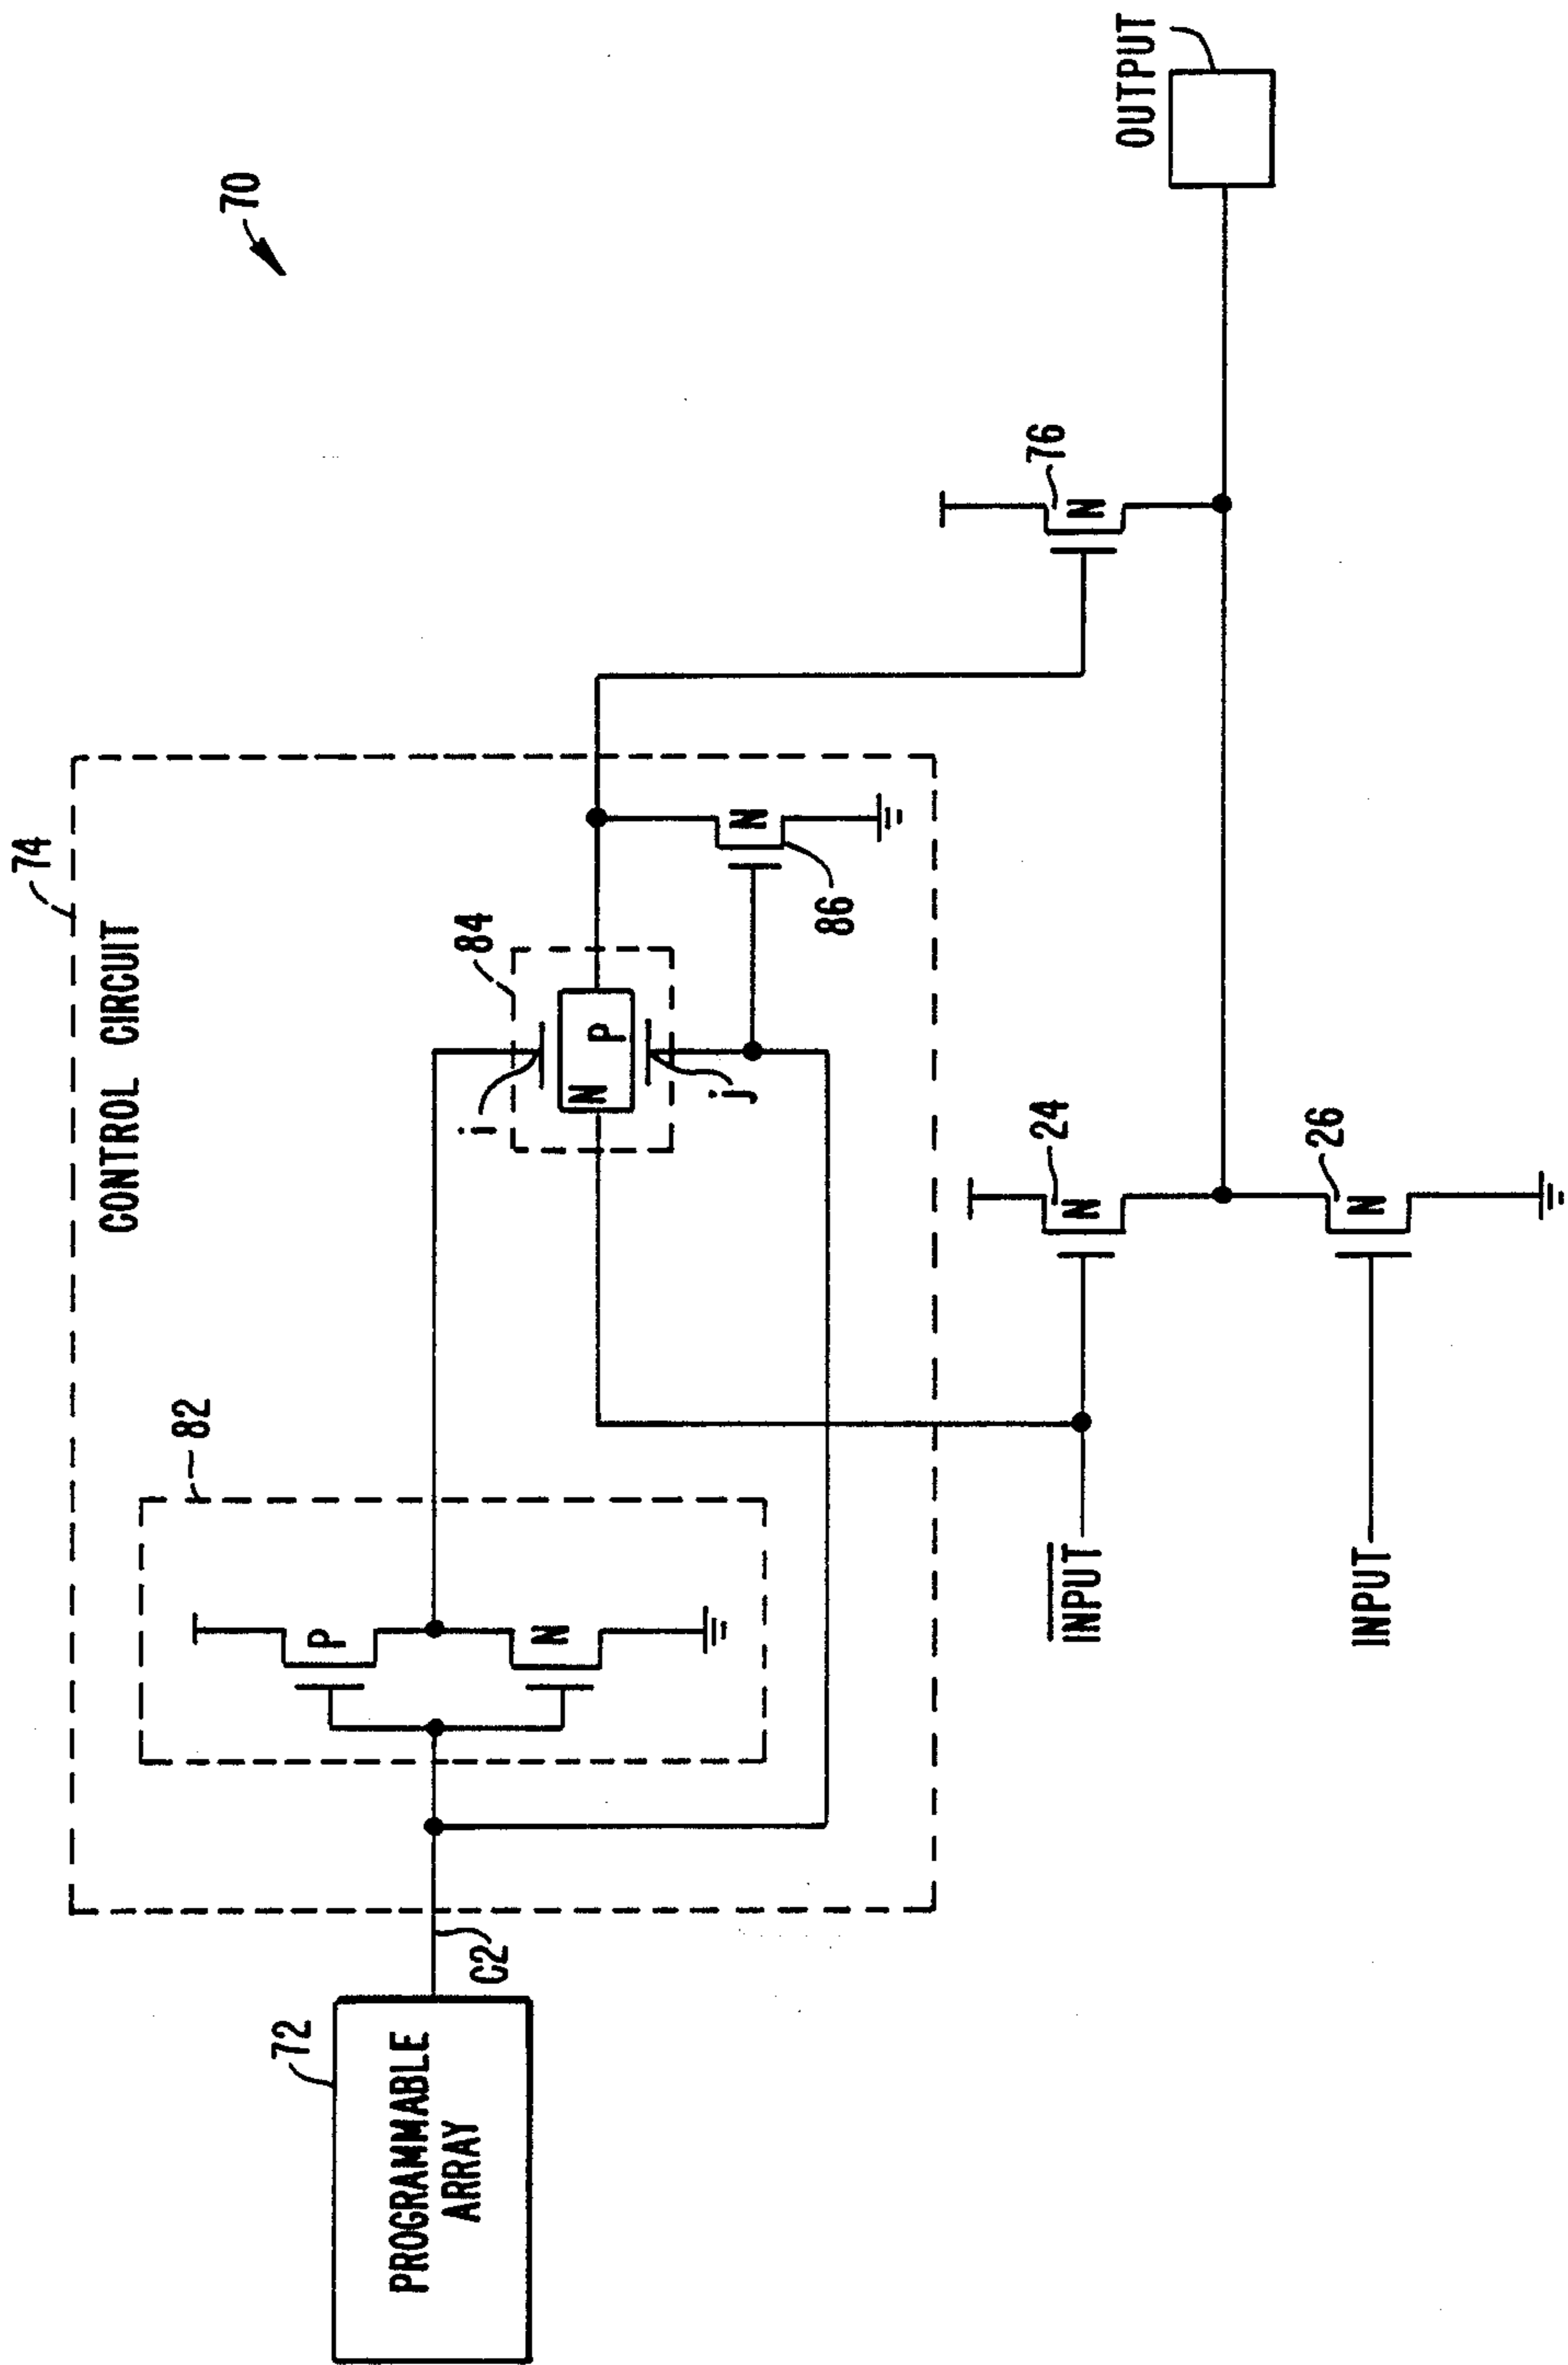 70
74
CONTROL CIRCUIT
82
P
N
84
i
N P
j
N
86
72
PROGRAMMABLE
ARRAY
C2
76
N
24
N
26
N
INPUT
INPUT
OUTPUT